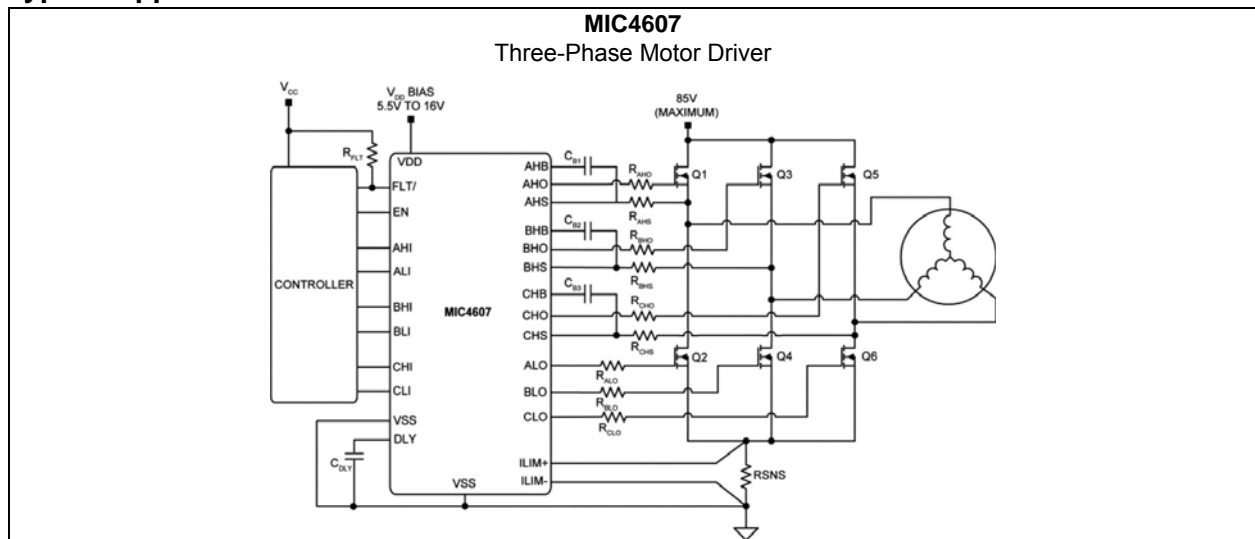 MIC4607
Three-Phase Motor Driver
VCC
VDD BIAS
5.5V TO 16V
85V
(MAXIMUM)
RFLT
VDD
FLT/
EN
AHI
ALI
BHI
BLI
CHI
CLI
VSS
DLY
CONTROLLER
MIC4607
CDLY
VSS
AHB
AHO
AHS
BHB
BHO
BHS
CHB
CHO
CHS
ALO
BLO
CLO
ILIM+
ILIM-
CB1
RAHO
RAHS
CB2
RBHO
RBHS
CB3
RCHO
RCHS
RALO
RBLO
RCLO
Q1
Q3
Q5
Q2
Q4
Q6
RSNS